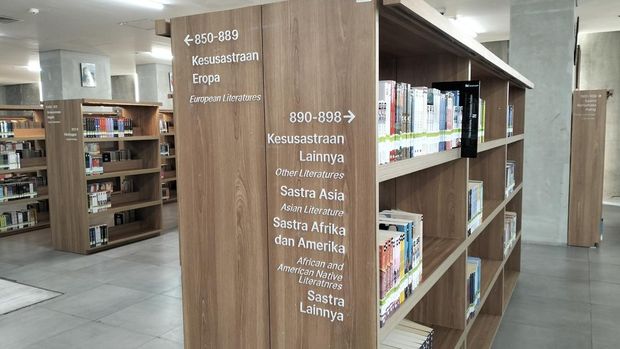 ←850-889
Kesusastraan
Eropa
European Literatures
890-898→
Kesusastraan
Lainnya
Other Literatures
Sastra Asia
Asian Literature
Sastra Afrika
dan Amerika
African and
American Native
Literatnres
Sastra
Lainnya